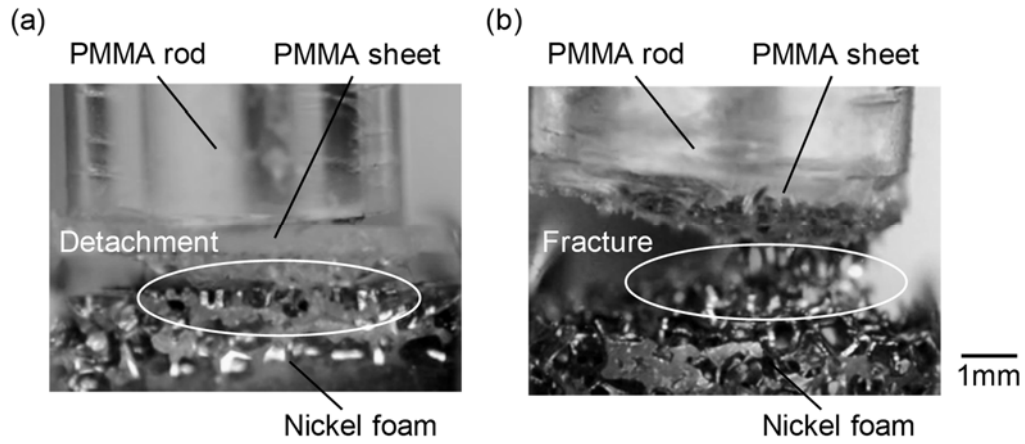 (a)
PMMA rod
PMMA sheet
Detachment
Nickel foam
(b)
PMMA rod
PMMA sheet
Fracture
Nickel foam
1mm